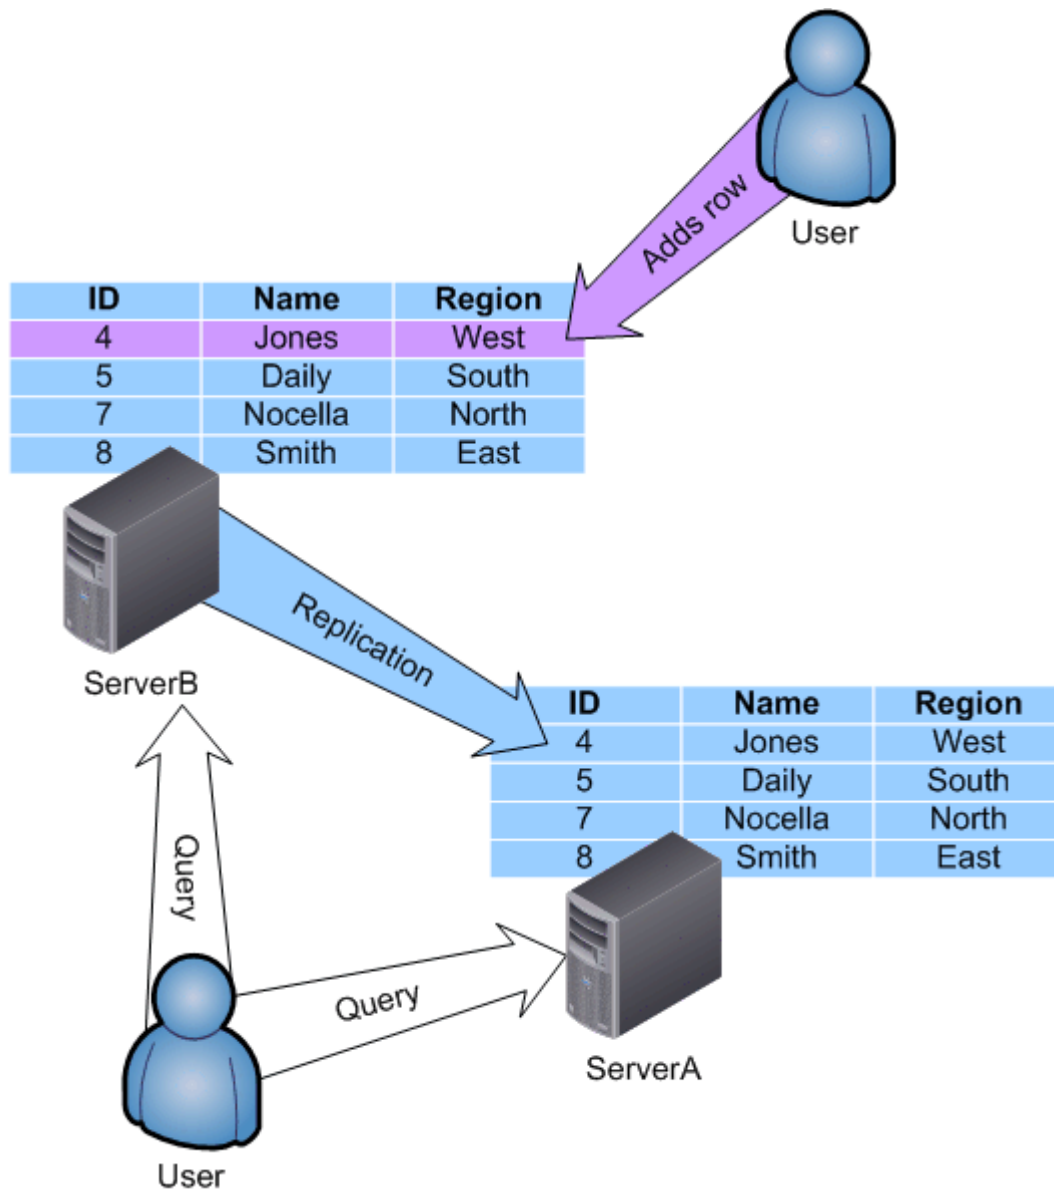 User
Adds row
ID Name Region
4 Jones West
5 Daily South
7 Nocella North
8 Smith East
Replication
ServerB
ID Name Region
4 Jones West
5 Daily South
7 Nocella North
8 Smith East
Query
Query
ServerA
User